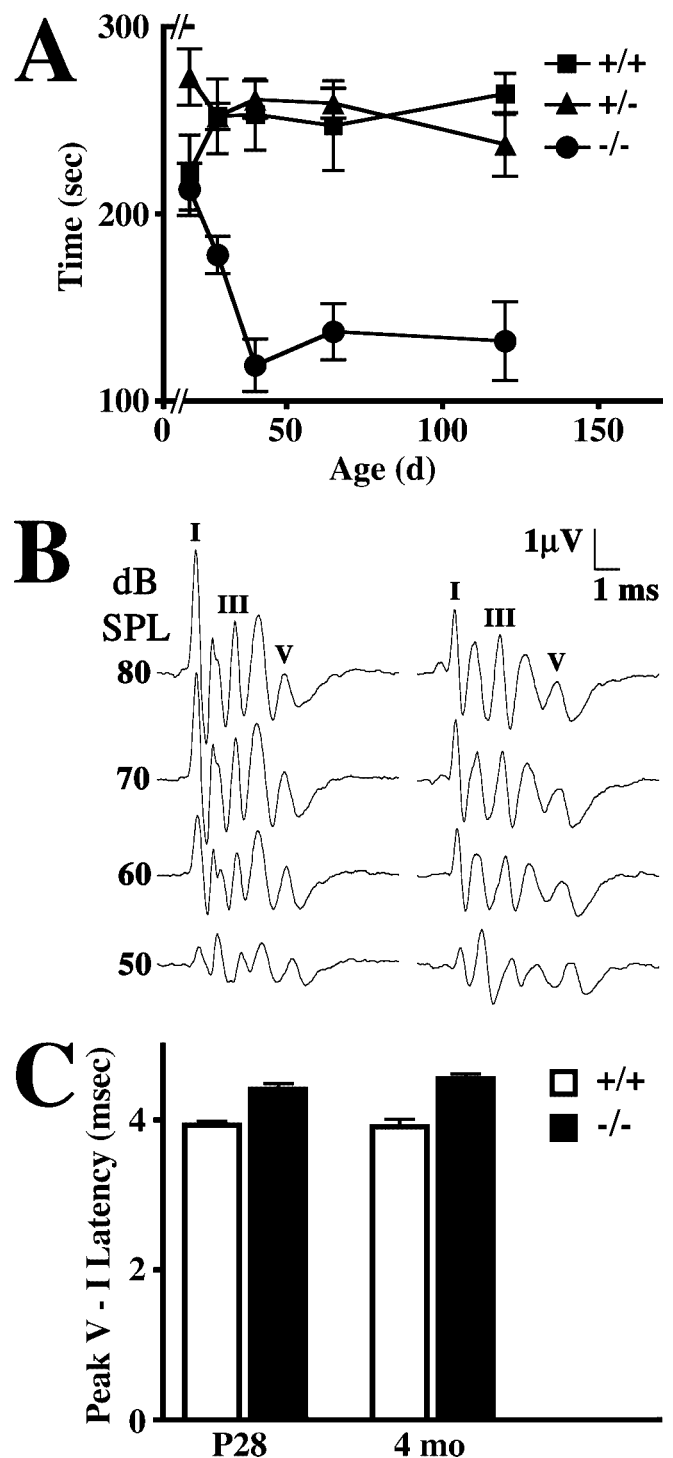 A
300
200
100
Time (sec)
+/+
+/-
-/-
0 50 100 150
Age (d)
B
dB
SPL
80
70
60
50
I III V
I III V
1μV
1 ms
C
Peak V - I Latency (msec)
4
2
0
+/+
-/-
P28 4 mo